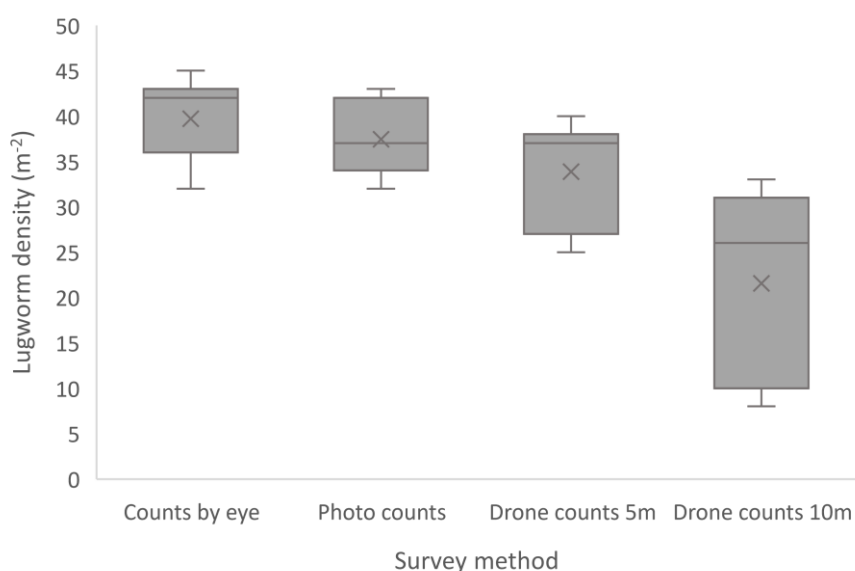 50
45
40
35
30
25
20
15
10
5
0
Lugworm density (m⁻²)
Counts by eye
Photo counts
Drone counts 5m
Drone counts 10m
Survey method